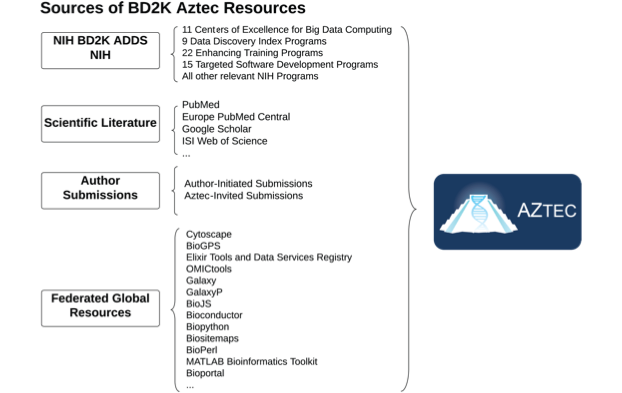 Sources of BD2K Aztec Resources
NIH BD2K ADDS
NIH
11 Centers of Excellence for Big Data Computing
9 Data Discovery Index Programs
22 Enhancing Training Programs
15 Targeted Software Development Programs
All other relevant NIH Programs
Scientific Literature
PubMed
Europe PubMed Central
Google Scholar
ISI Web of Science
...
Author
Submissions
Author-Initiated Submissions
Aztec-Invited Submissions
Federated Global
Resources
Cytoscape
BioGPS
Elixir Tools and Data Services Registry
OMICtools
Galaxy
GalaxyP
BioJS
Bioconductor
Biopython
Biositemaps
BioPerl
MATLAB Bioinformatics Toolkit
Bioportal
...
AZTEC